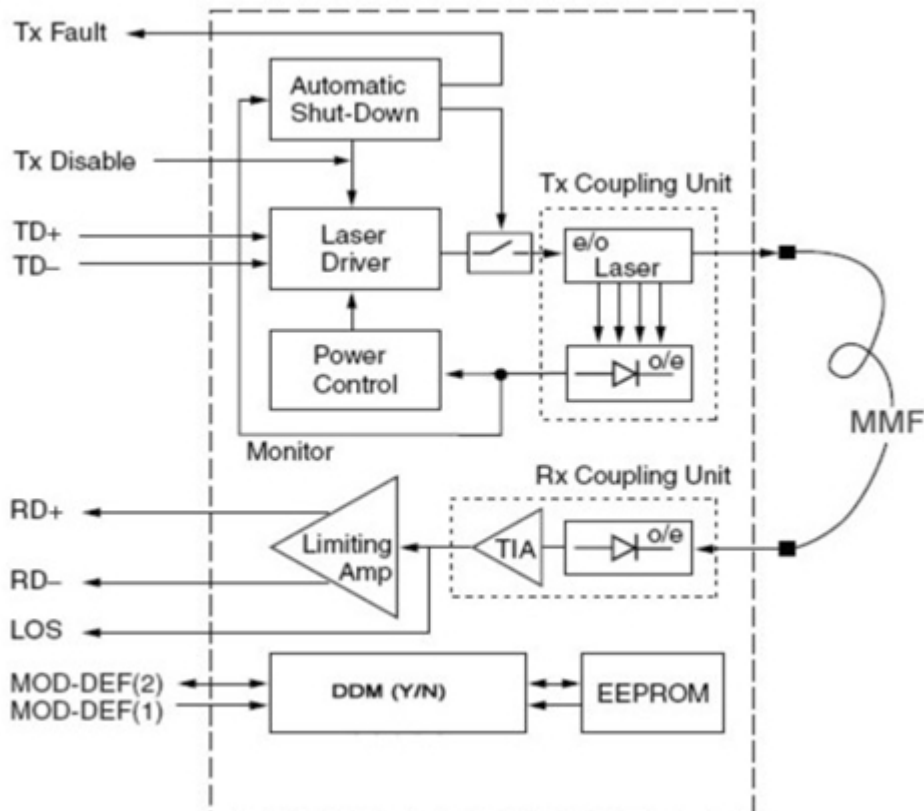 Tx Fault
Automatic
Shut-Down
Tx Disable
Tx Coupling Unit
TD+
TD–
Laser
Driver
e/o
Laser
Power
Control
o/e
MMF
Monitor
Rx Coupling Unit
RD+
RD–
Limiting
Amp
TIA
o/e
LOS
MOD-DEF(2)
MOD-DEF(1)
DDM (Y/N)
EEPROM